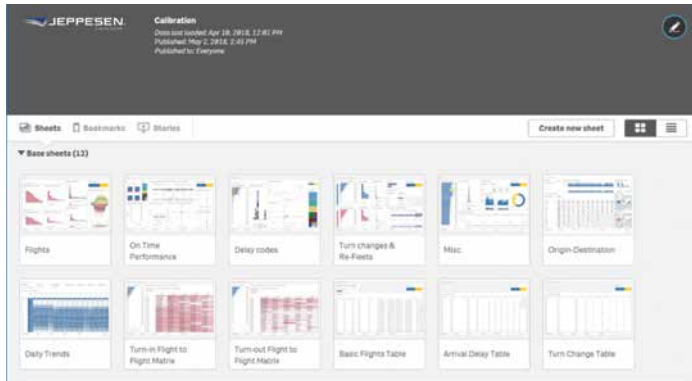 JEPPESEN
Calibration
Data last loaded: Apr 10, 2018, 12:01 PM
Published: May 2, 2018, 2:45 PM
Published to: Everyone
Sheets Bookmarks Stories
Create new sheet
Base sheets (12)
Flights
On Time
Performance
Delay codes
Turn changes &
Re-Fleets
Misc
Origin-Destination
Daily Trends
Turn-in Flight to
Flight Matrix
Turn-out Flight to
Flight Matrix
Basic Flights Table
Arrival Delay Table
Turn Change Table